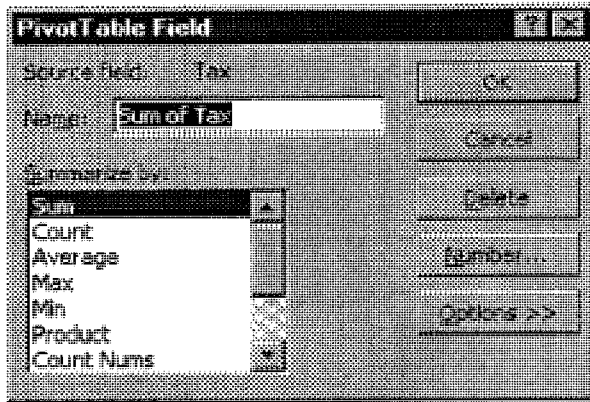 PivotTable Field
Source field: Tax
Name: Sum of Tax
Summarize by:
Sum
Count
Average
Max
Min
Product
Count Nums
OK
Cancel
Delete
Number...
Options >>